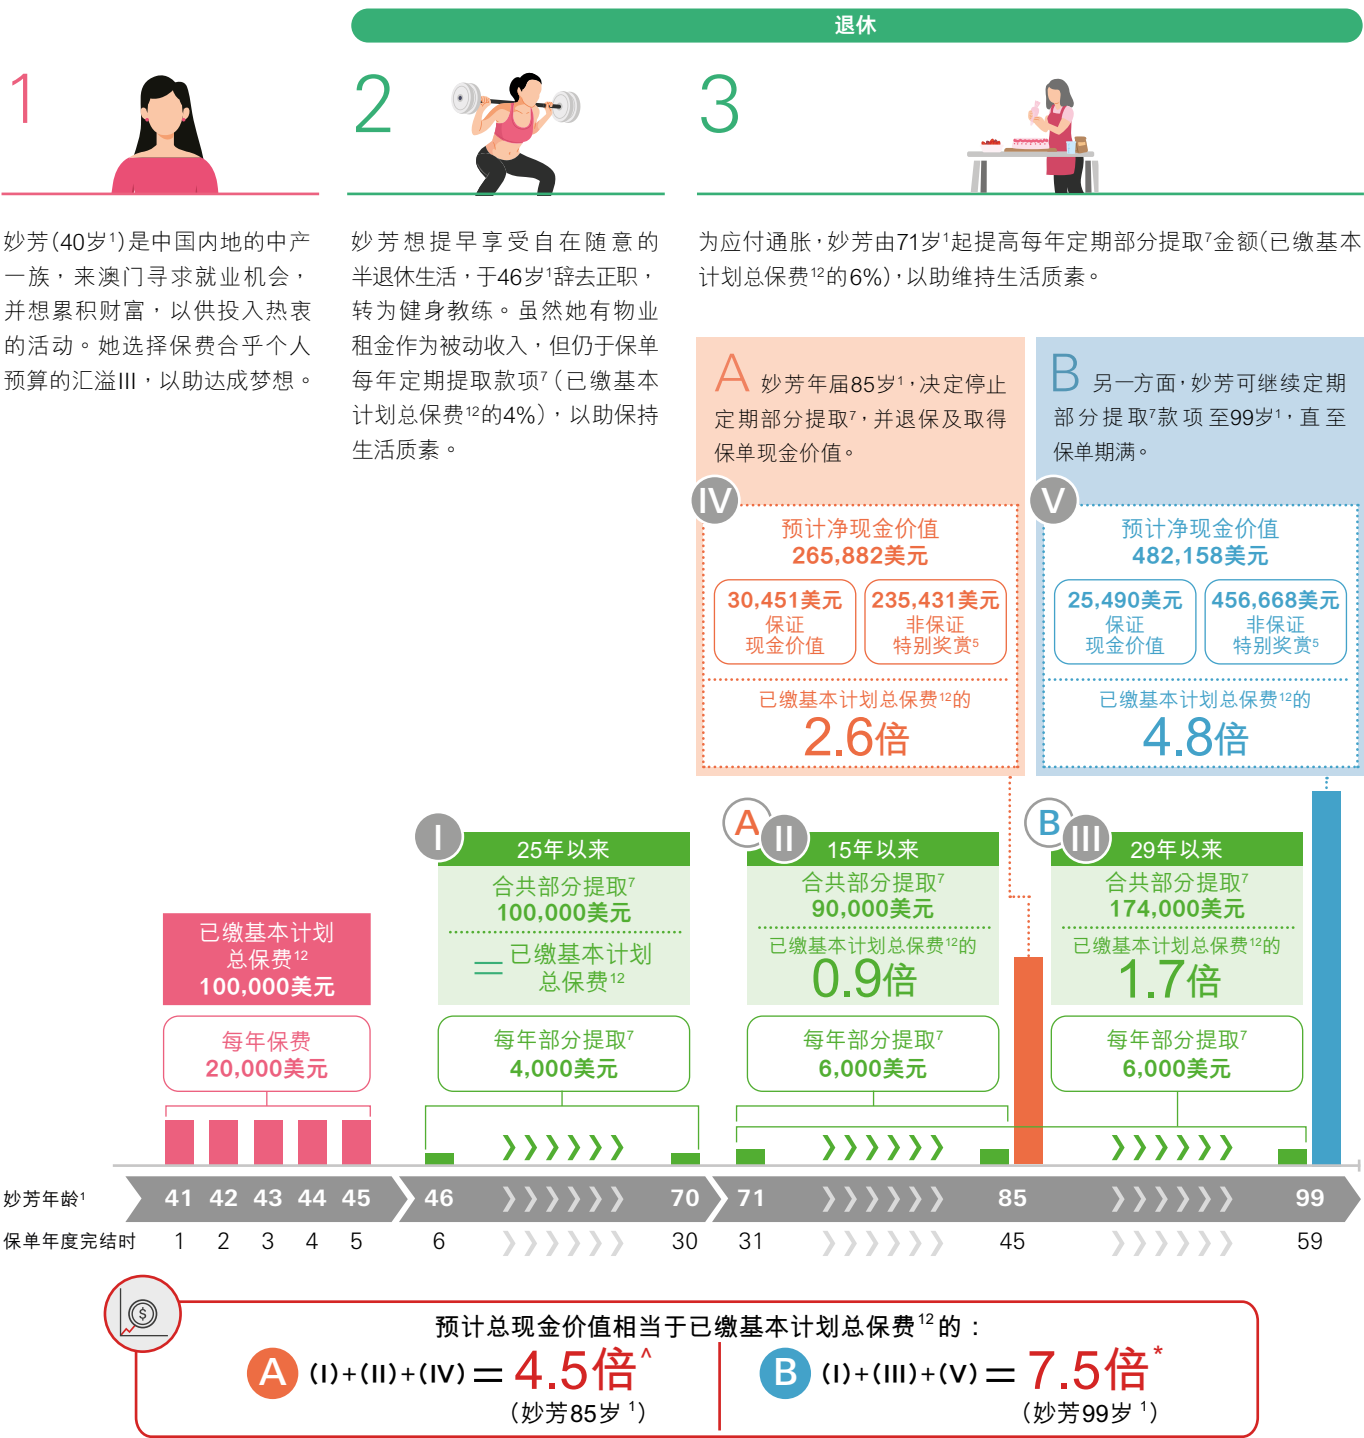 退休
1
2
3
妙芳(40岁1)是中国内地的中产
一族，来澳门寻求就业机会，
并想累积财富，以供投入热衷
的活动。她选择保费合乎个人
预算的汇溢III，以助达成梦想。
妙芳想提早享受自在随意的
半退休生活，于46岁1辞去正职，
转为健身教练。虽然她有物业
租金作为被动收入，但仍于保单
每年定期提取款项7（已缴基本
计划总保费12的4%），以助保持
生活质素。
为应付通胀，妙芳由71岁1起提高每年定期部分提取7金额(已缴基本
计划总保费12的6%)，以助维持生活质素。
A 妙芳年届85岁1，决定停止
定期部分提取7，并退保及取得
保单现金价值。
IV
预计净现金价值
265,882美元
30,451美元
保证
现金价值
235,431美元
非保证
特别奖赏5
已缴基本计划总保费12的
2.6倍
B 另一方面，妙芳可继续定期
部分提取7款项至99岁1，直至
保单期满。
V
预计净现金价值
482,158美元
25,490美元
保证
现金价值
456,668美元
非保证
特别奖赏5
已缴基本计划总保费12的
4.8倍
已缴基本计划
总保费12
100,000美元
每年保费
20,000美元
I
25年以来
合共部分提取7
100,000美元
= 已缴基本计划
总保费12
每年部分提取7
4,000美元
A II
15年以来
合共部分提取7
90,000美元
已缴基本计划总保费12的
0.9倍
每年部分提取7
6,000美元
B III
29年以来
合共部分提取7
174,000美元
已缴基本计划总保费12的
1.7倍
每年部分提取7
6,000美元
妙芳年龄1 41 42 43 44 45 46 70 71 85 99
保单年度完结时 1 2 3 4 5 6 30 31 45 59
$
预计总现金价值相当于已缴基本计划总保费12的：
A (I)+(II)+(IV)=4.5倍^
（妙芳85岁1）
B (I)+(III)+(V)=7.5倍*
（妙芳99岁1）